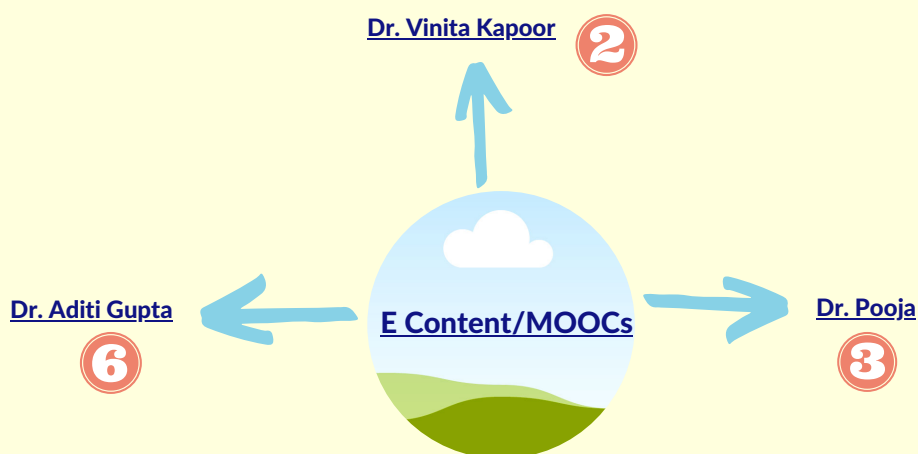 Dr. Vinita Kapoor
2
Dr. Aditi Gupta
6
E Content/MOOCs
Dr. Pooja
3